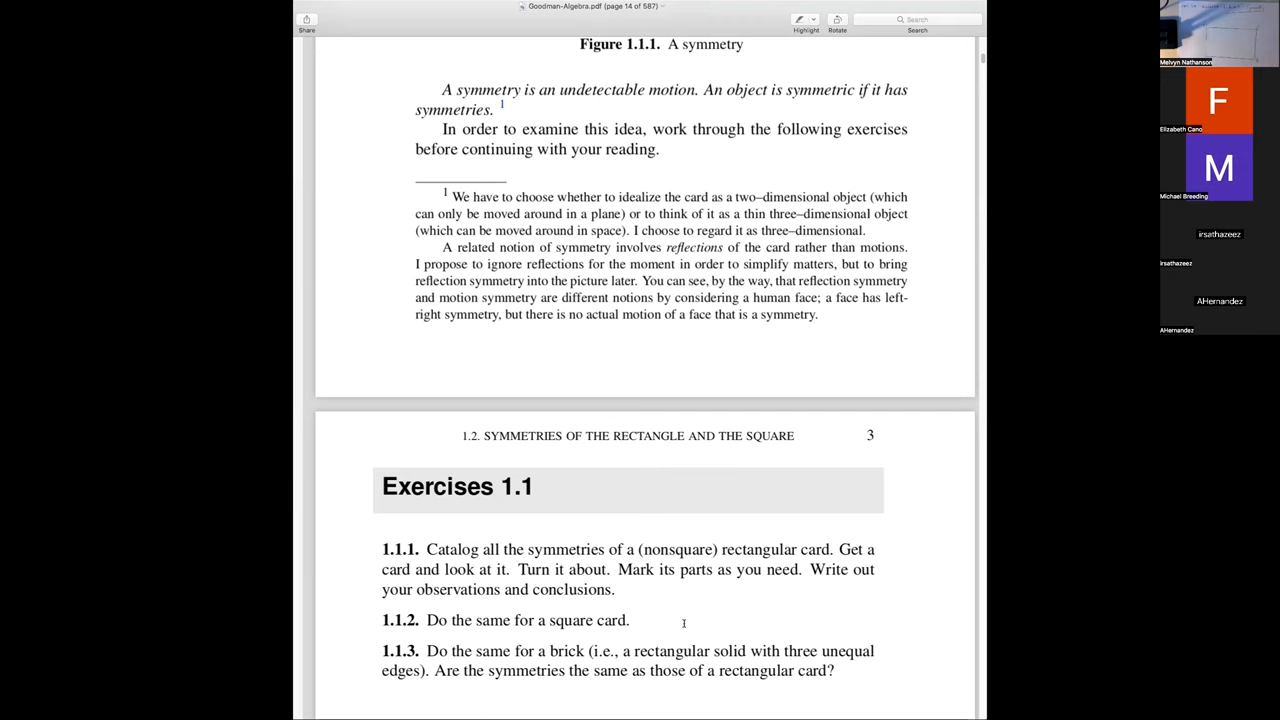 Goodman-Algebra.pdf (page 14 of 587)
Share
Highlight
Rotate
Search
Search
Figure 1.1.1. A symmetry
A symmetry is an undetectable motion. An object is symmetric if it has
symmetries. 1
In order to examine this idea, work through the following exercises
before continuing with your reading.
1 We have to choose whether to idealize the card as a two–dimensional object (which
can only be moved around in a plane) or to think of it as a thin three–dimensional object
(which can be moved around in space). I choose to regard it as three–dimensional.
A related notion of symmetry involves reflections of the card rather than motions.
I propose to ignore reflections for the moment in order to simplify matters, but to bring
reflection symmetry into the picture later. You can see, by the way, that reflection symmetry
and motion symmetry are different notions by considering a human face; a face has left-
right symmetry, but there is no actual motion of a face that is a symmetry.
1.2. SYMMETRIES OF THE RECTANGLE AND THE SQUARE 3
Exercises 1.1
1.1.1. Catalog all the symmetries of a (nonsquare) rectangular card. Get a
card and look at it. Turn it about. Mark its parts as you need. Write out
your observations and conclusions.
1.1.2. Do the same for a square card.
1.1.3. Do the same for a brick (i.e., a rectangular solid with three unequal
edges). Are the symmetries the same as those of a rectangular card?
Melvyn Nathanson
F
Elizabeth Cano
M
Michael Breeding
irsathazeez
irsathazeez
AHernandez
AHernandez